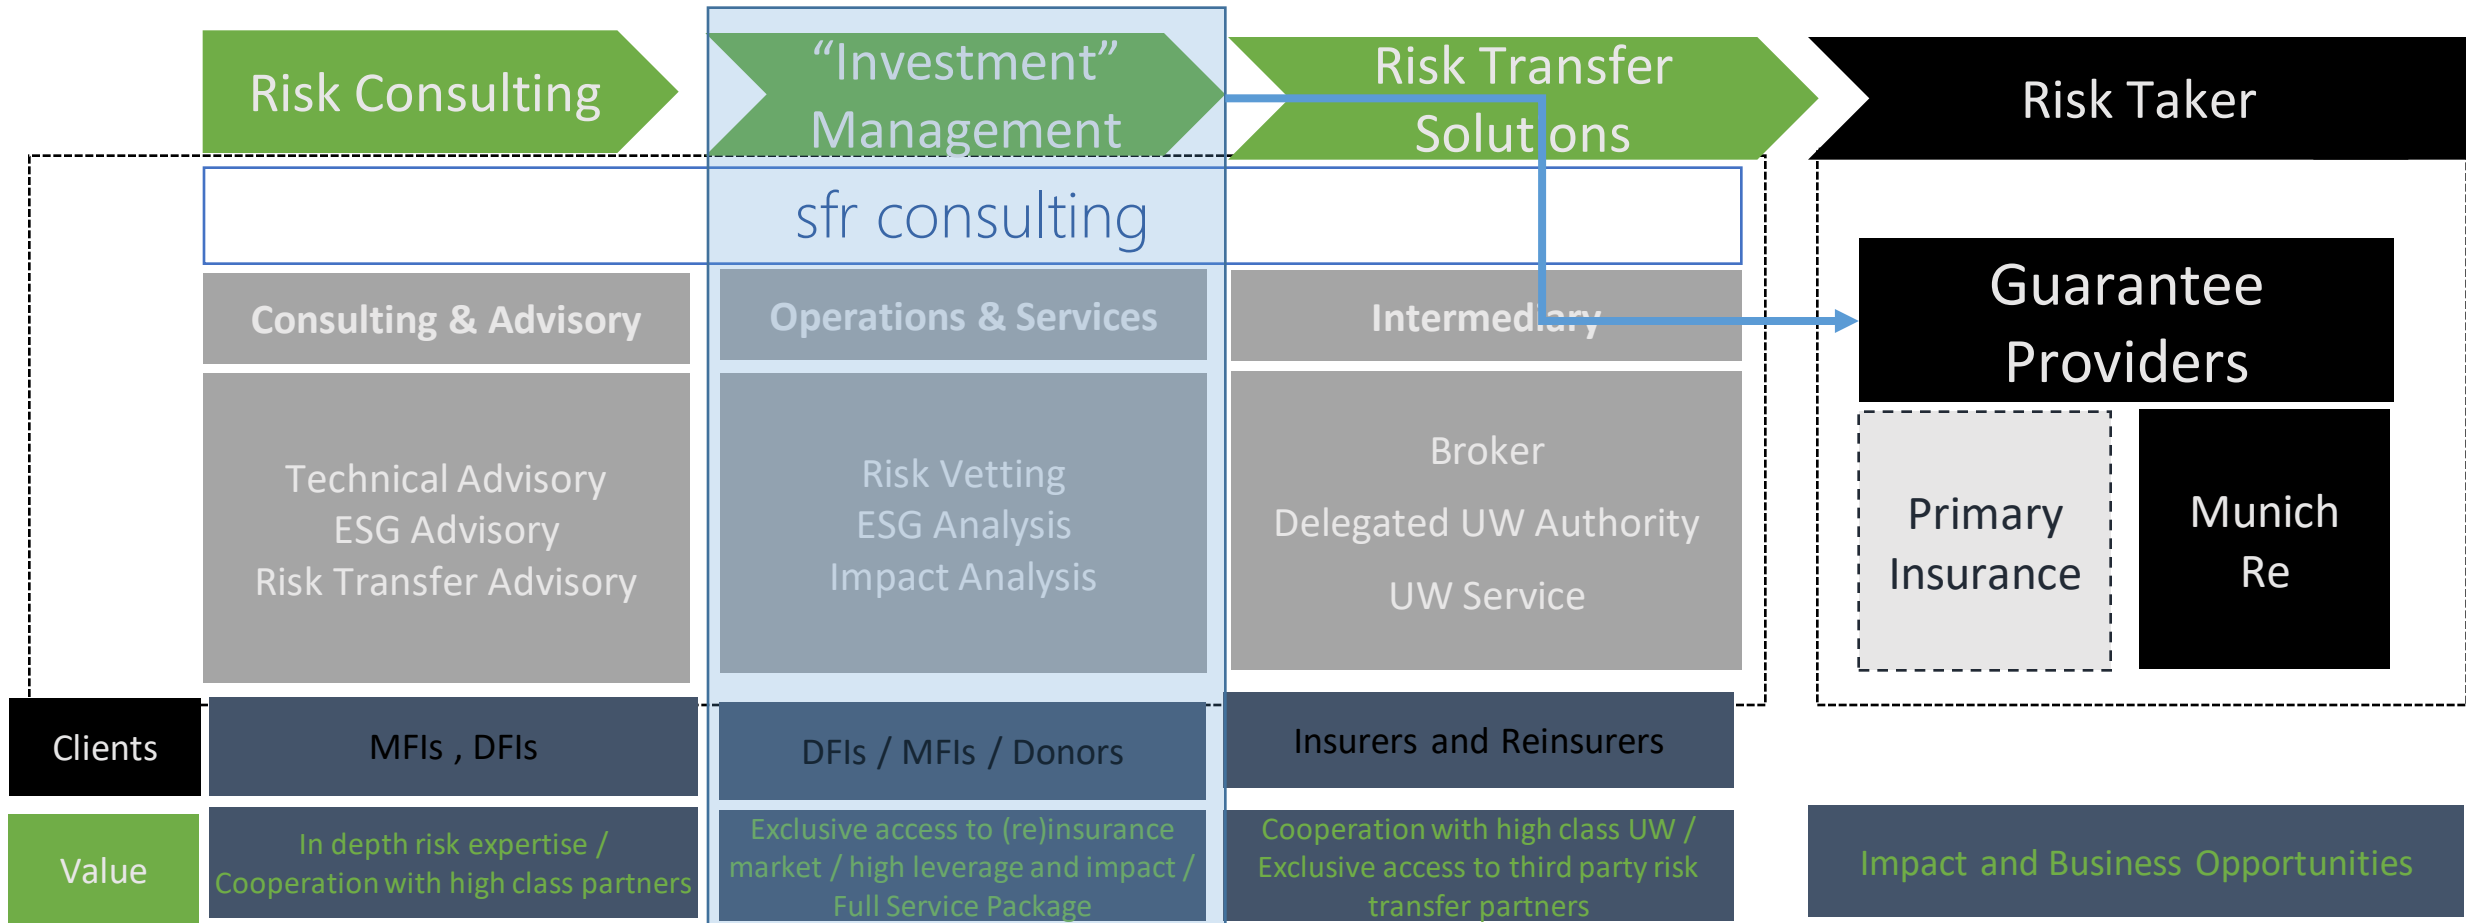 Risk Consulting
“Investment”
Management
Risk Transfer
Solutions
Risk Taker
sfr consulting
Consulting & Advisory
Operations & Services
Intermediary
Guarantee
Providers
Technical Advisory
ESG Advisory
Risk Transfer Advisory
Risk Vetting
ESG Analysis
Impact Analysis
Broker
Delegated UW Authority
UW Service
Primary
Insurance
Munich
Re
Clients
MFIs , DFIs
DFIs / MFIs / Donors
Insurers and Reinsurers
Value
In depth risk expertise /
Cooperation with high class partners
Exclusive access to (re)insurance
market / high leverage and impact /
Full Service Package
Cooperation with high class UW /
Exclusive access to third party risk
transfer partners
Impact and Business Opportunities